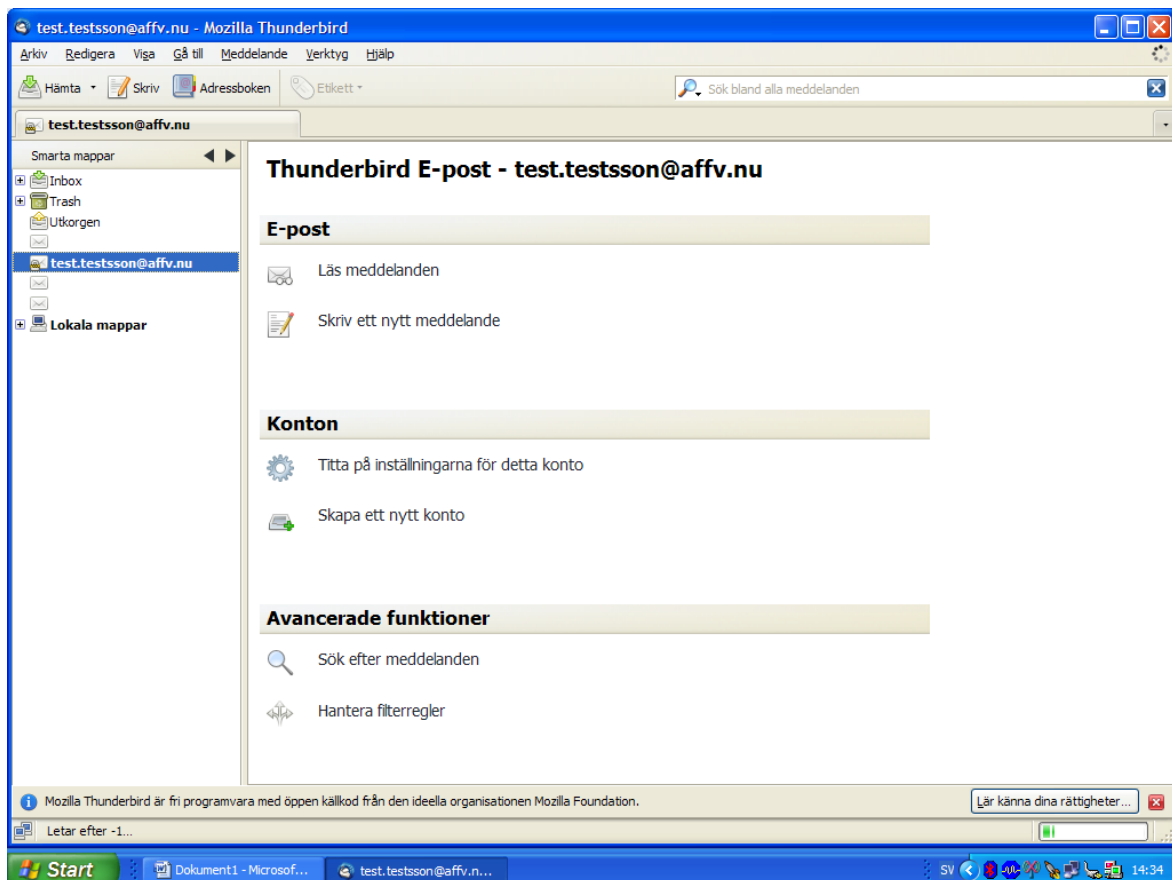 test.testsson@affv.nu - Mozilla Thunderbird
Arkiv Redigera Visa Gå till Meddelande Verktyg Hjälp
Hämta Skriv Adressboken Etikett Sök bland alla meddelanden
test.testsson@affv.nu
Smarta mappar
Inbox
Trash
Utkorgen
test.testsson@affv.nu
Lokala mappar
Thunderbird E-post - test.testsson@affv.nu
E-post
Läs meddelanden
Skriv ett nytt meddelande
Konton
Titta på inställningarna för detta konto
Skapa ett nytt konto
Avancerade funktioner
Sök efter meddelanden
Hantera filterregler
Mozilla Thunderbird är fri programvara med öppen källkod från den ideella organisationen Mozilla Foundation. Lär känna dina rättigheter...
Letar efter -1...
Start Dokument1 - Microsof... test.testsson@affv.n... SV 14:34